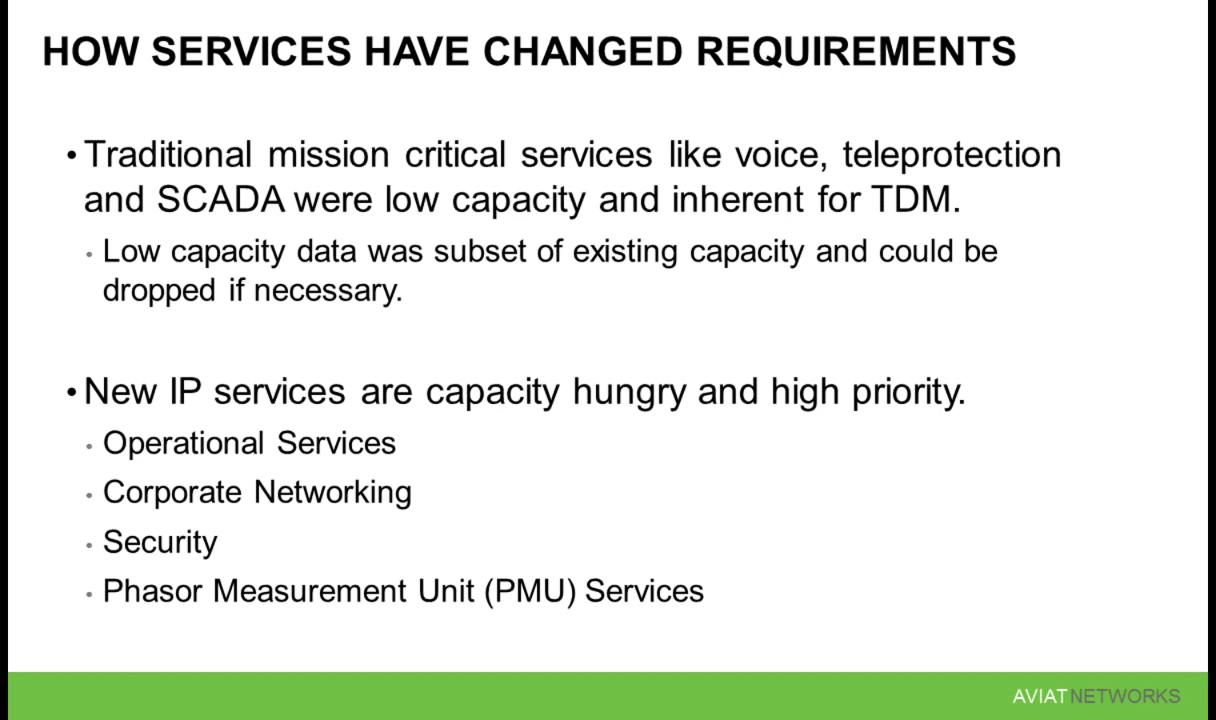 HOW SERVICES HAVE CHANGED REQUIREMENTS
• Traditional mission critical services like voice, teleprotection
and SCADA were low capacity and inherent for TDM.
• Low capacity data was subset of existing capacity and could be
dropped if necessary.
• New IP services are capacity hungry and high priority.
• Operational Services
• Corporate Networking
• Security
• Phasor Measurement Unit (PMU) Services
AVIAT NETWORKS